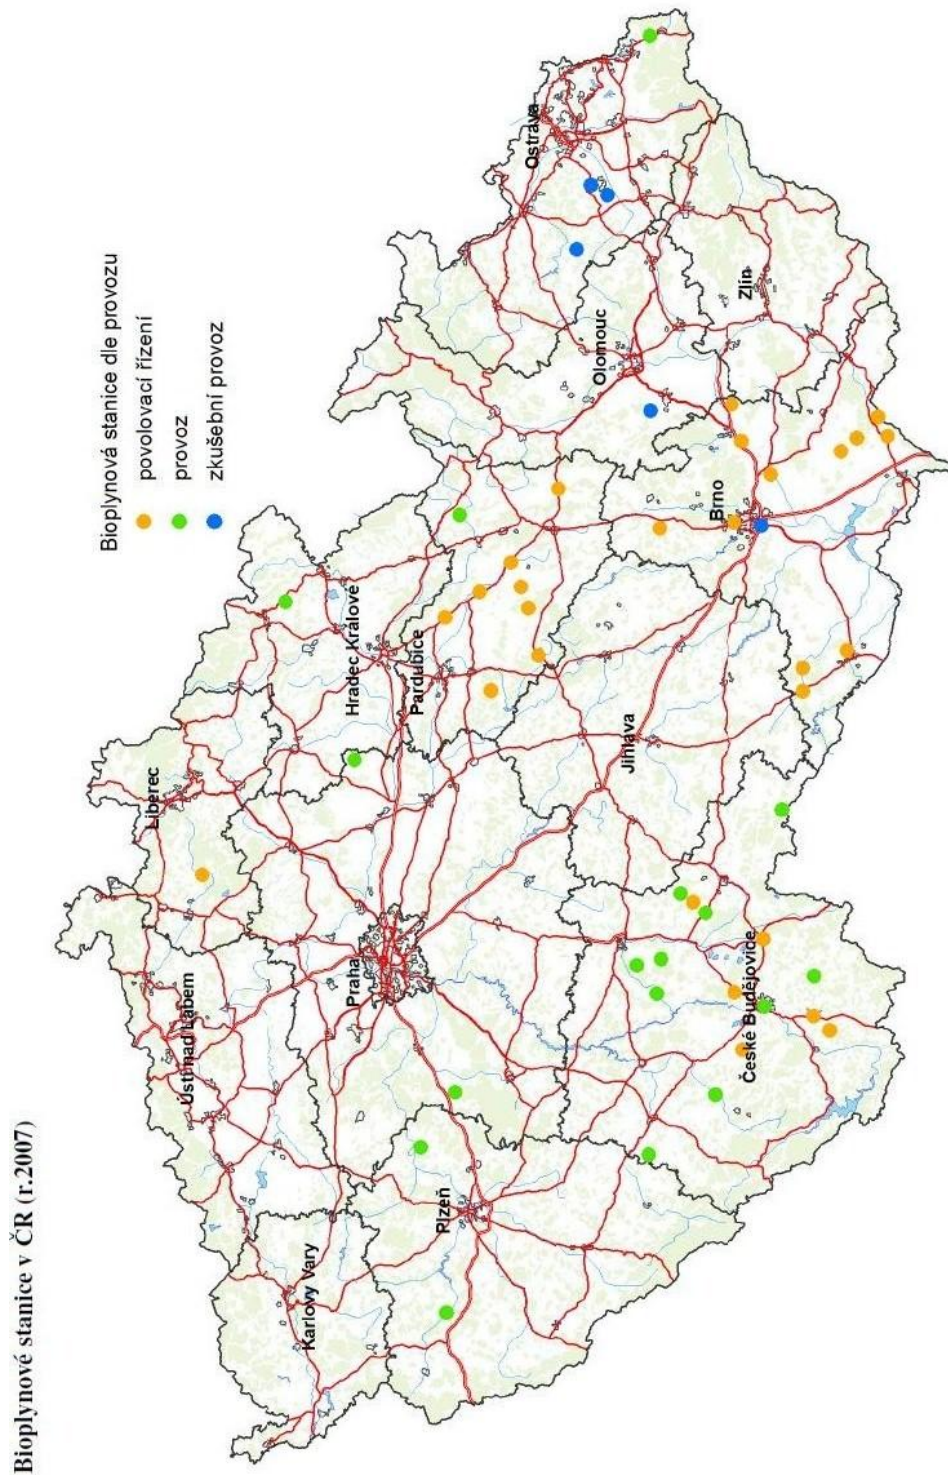 Bioplynové stanice v ČR (r.2007)
Bioplynová stanice dle provozu
povolovací řízení
provoz
zkušební provoz
Liberec
Ústí nad Labem
Karlovy Vary
Hradec Králové
Praha
Pardubice
Plzeň
Ostrava
Olomouc
Jihlava
Brno
Zlín
České Budějovice